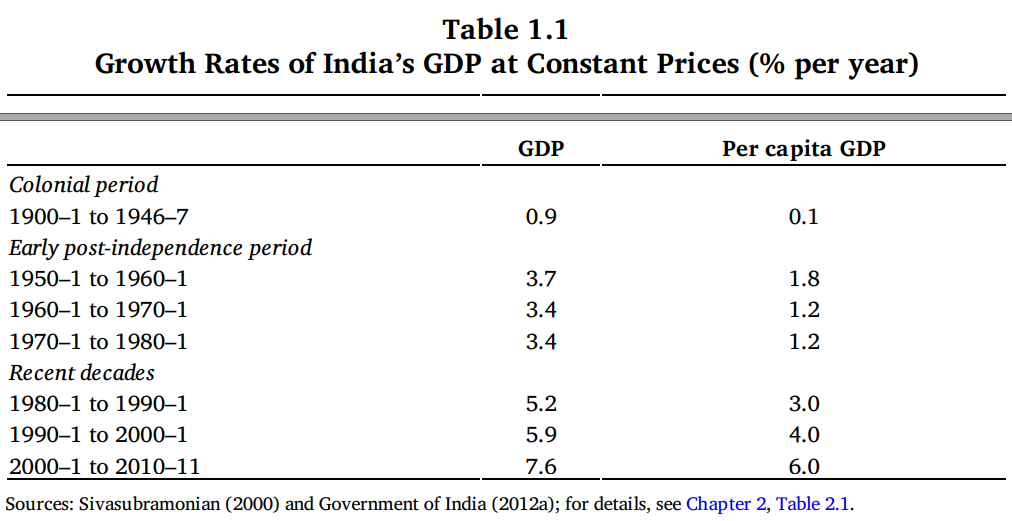 Table 1.1
Growth Rates of India’s GDP at Constant Prices (% per year)
GDP Per capita GDP
Colonial period
1900–1 to 1946–7 0.9 0.1
Early post-independence period
1950–1 to 1960–1 3.7 1.8
1960–1 to 1970–1 3.4 1.2
1970–1 to 1980–1 3.4 1.2
Recent decades
1980–1 to 1990–1 5.2 3.0
1990–1 to 2000–1 5.9 4.0
2000–1 to 2010–11 7.6 6.0
Sources: Sivasubramonian (2000) and Government of India (2012a); for details, see Chapter 2, Table 2.1.